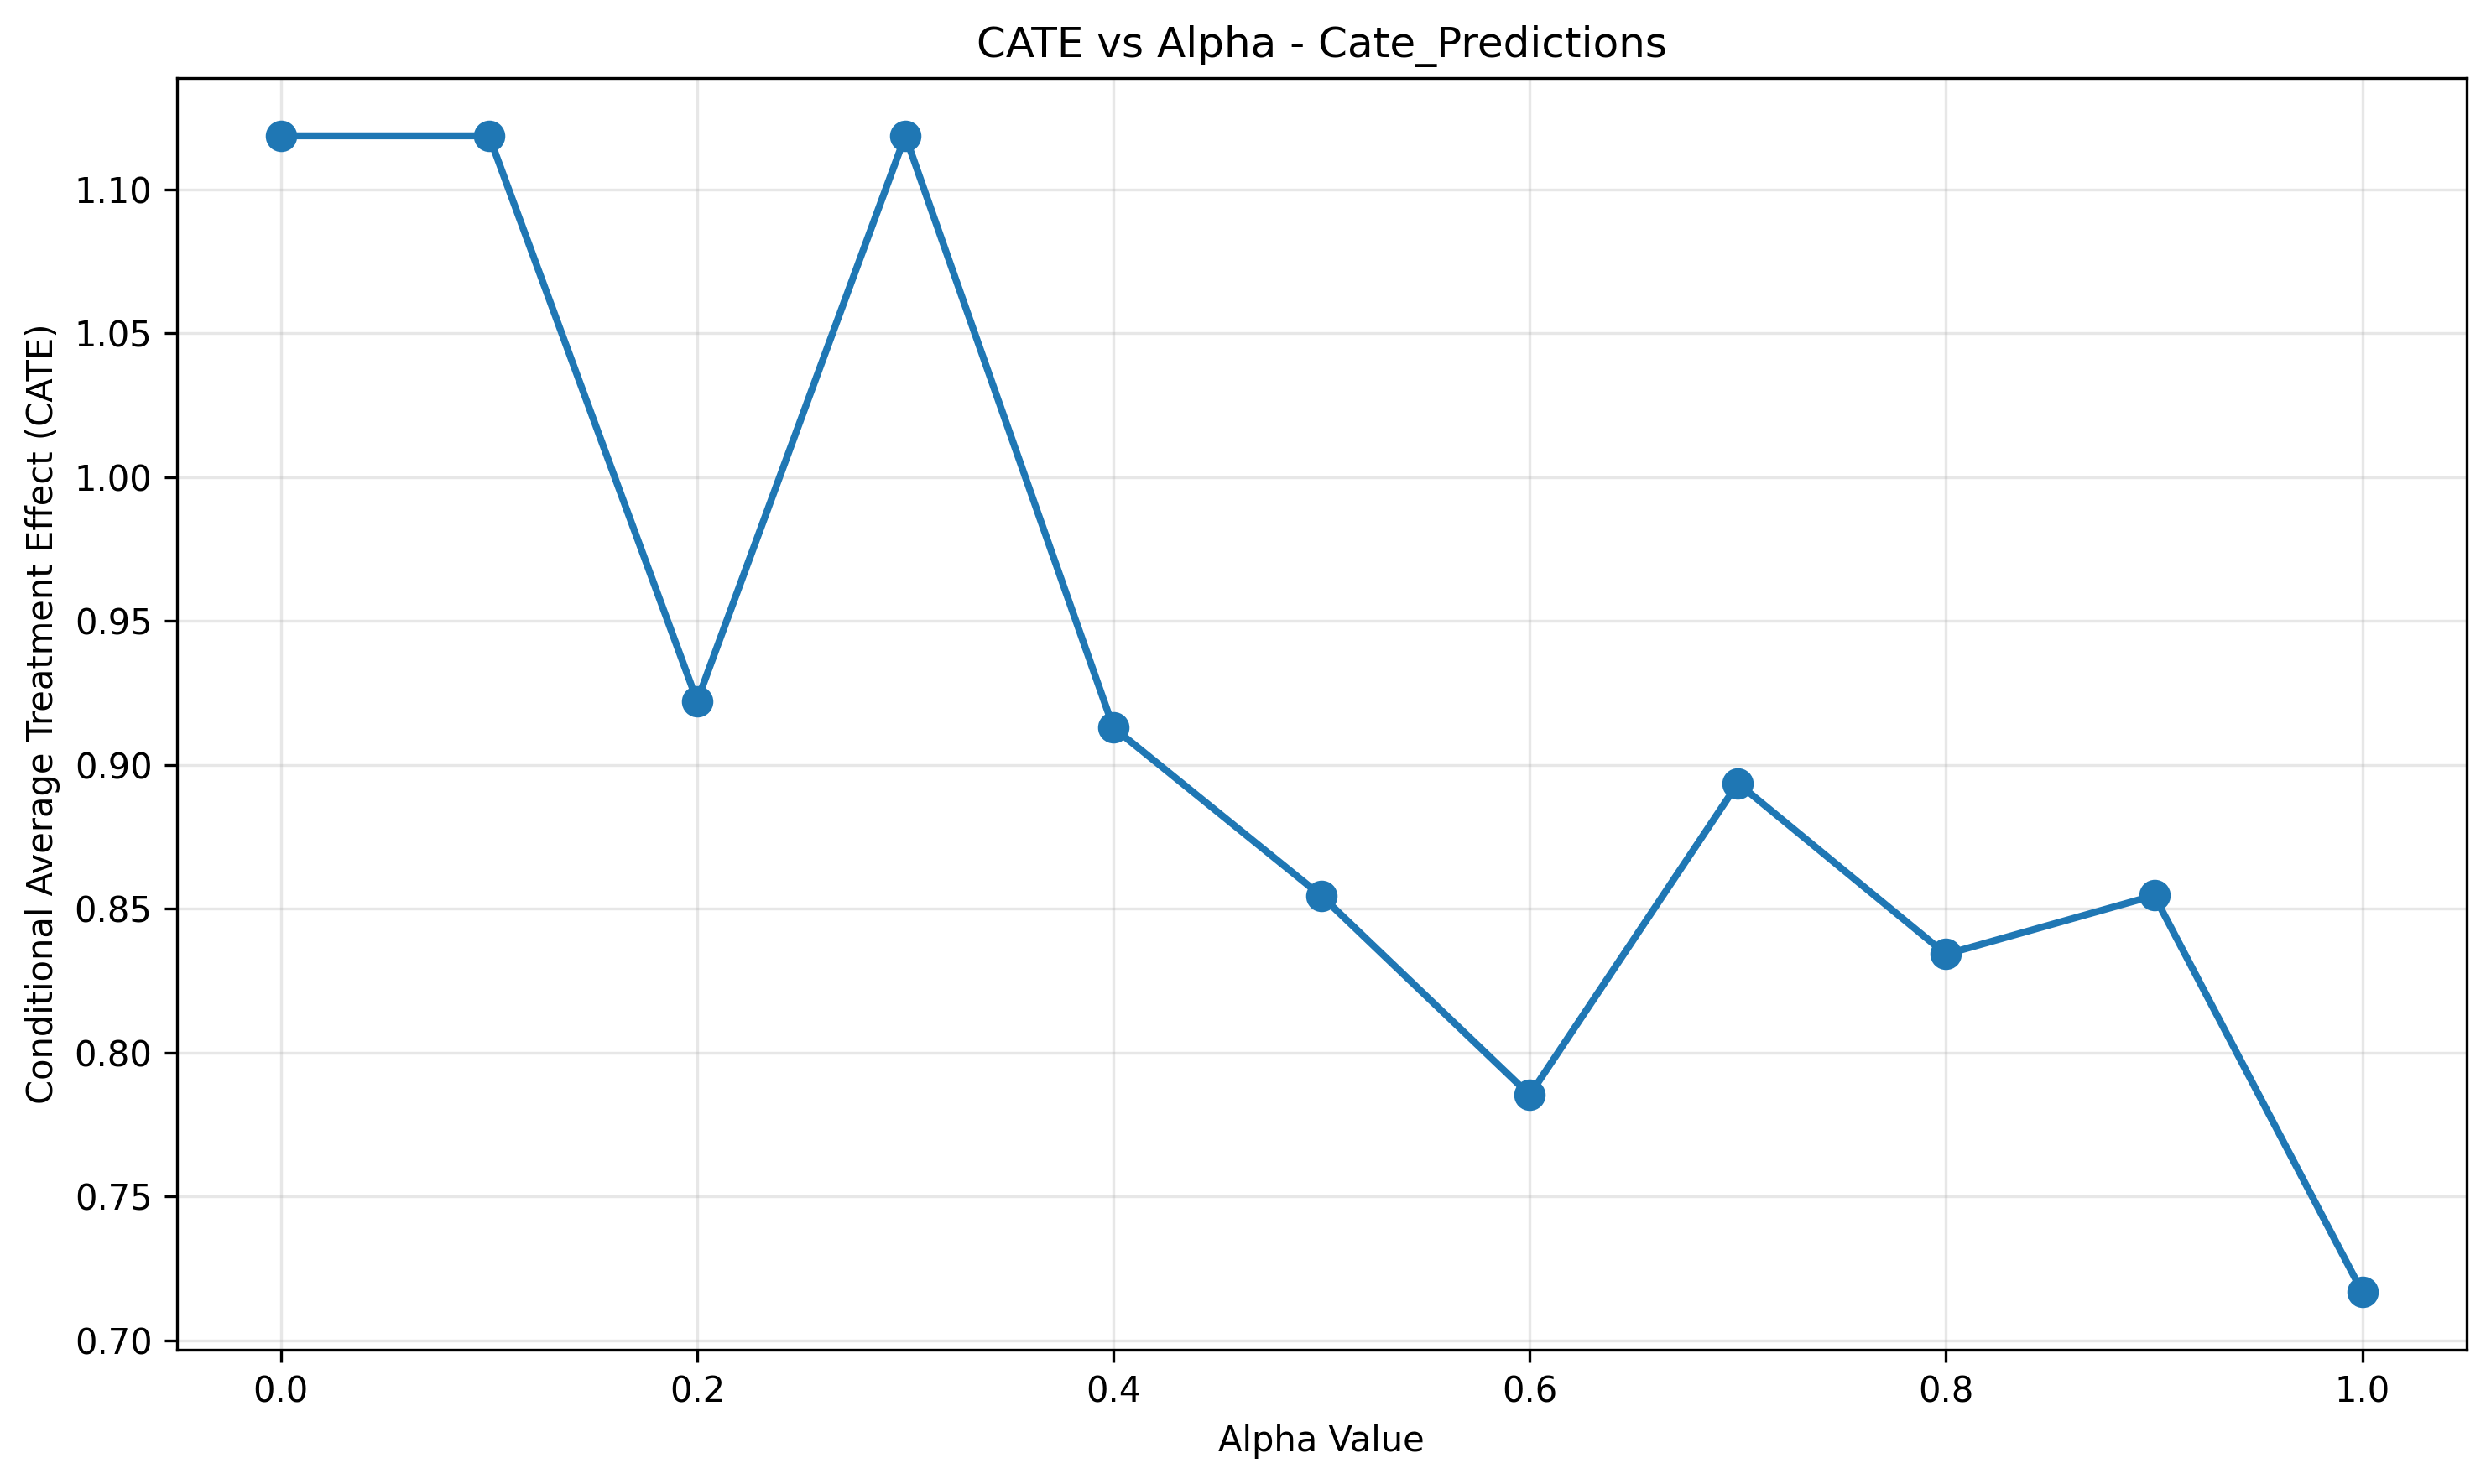 CATE vs Alpha - Cate_Predictions
Conditional Average Treatment Effect (CATE)
1.10
1.05
1.00
0.95
0.90
0.85
0.80
0.75
0.70
0.0 0.2 0.4 0.6 0.8 1.0
Alpha Value